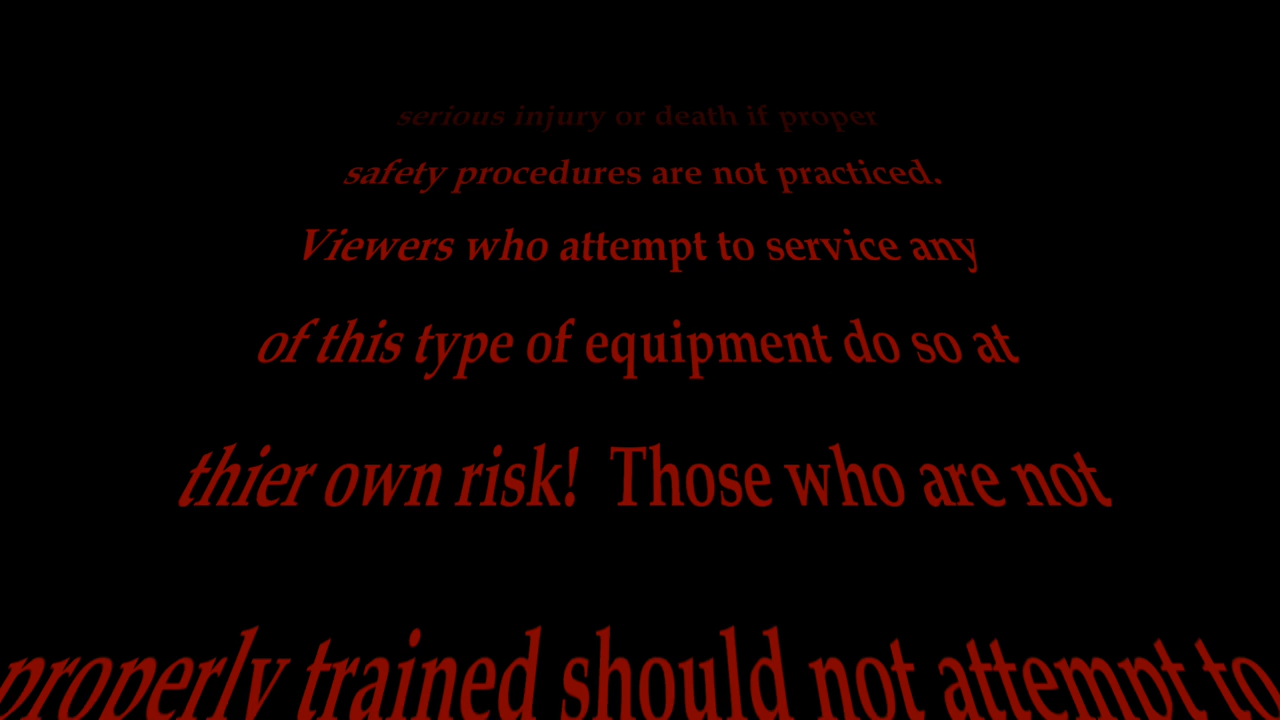 serious injury or death if proper
safety procedures are not practiced.
Viewers who attempt to service any
of this type of equipment do so at
thier own risk!  Those who are not
properly trained should not attempt to